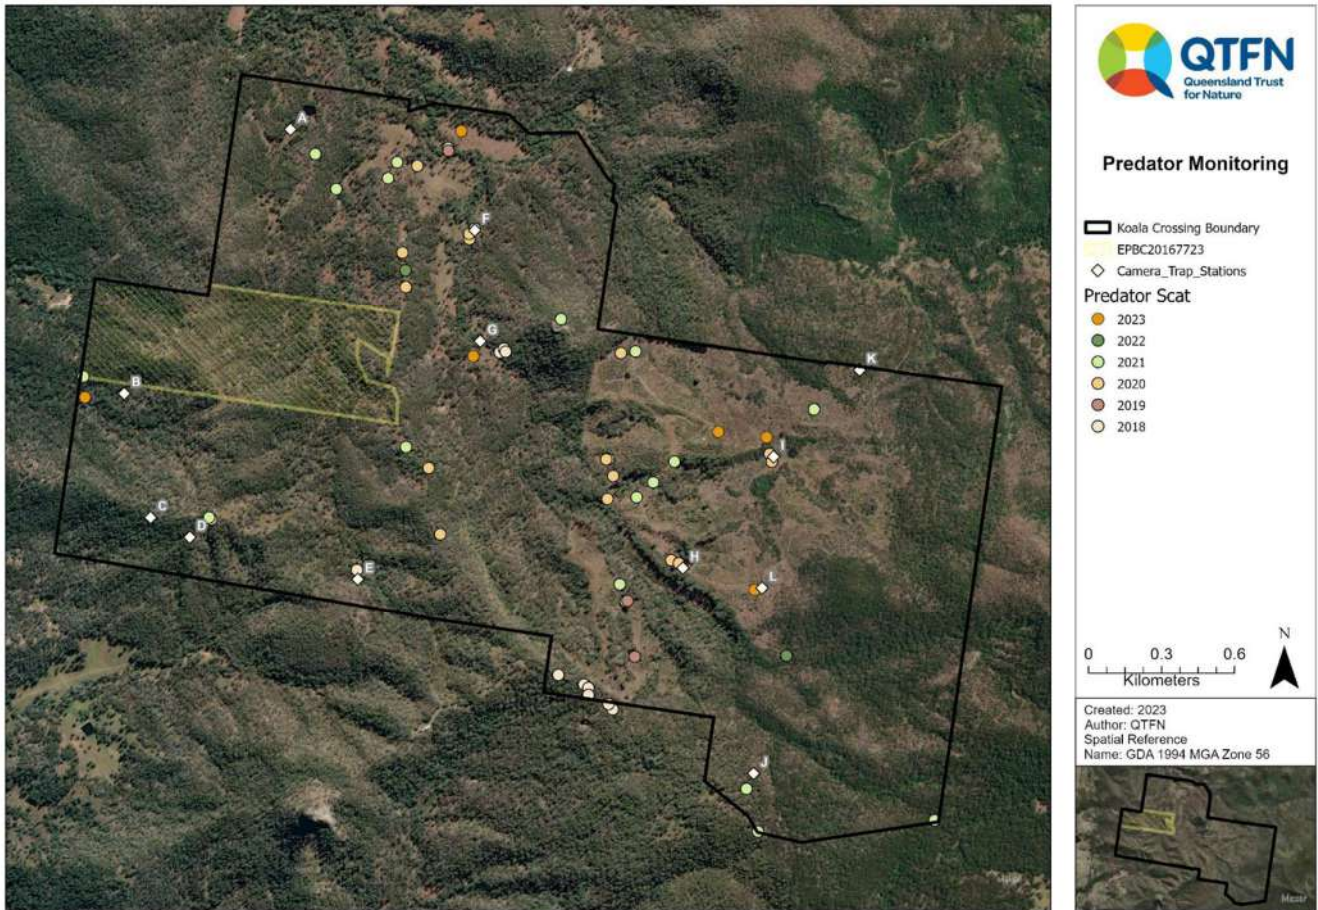 A
F
G
K
B
I
C
D
H
E
L
J
QTFN
Queensland Trust
for Nature
Predator Monitoring
Koala Crossing Boundary
EPBC20167723
Camera_Trap_Stations
Predator Scat
2023
2022
2021
2020
2019
2018
N
0 0.3 0.6
Kilometers
Created: 2023
Author: QTFN
Spatial Reference
Name: GDA 1994 MGA Zone 56